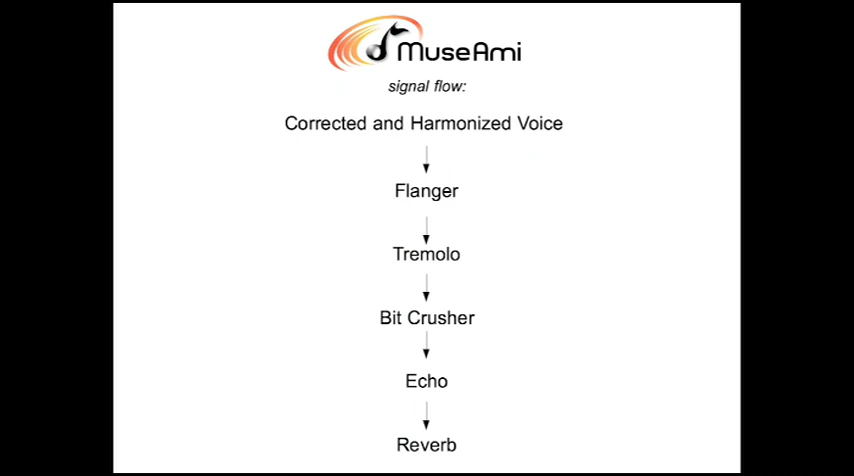 MuseAmi
signal flow:
Corrected and Harmonized Voice
Flanger
Tremolo
Bit Crusher
Echo
Reverb